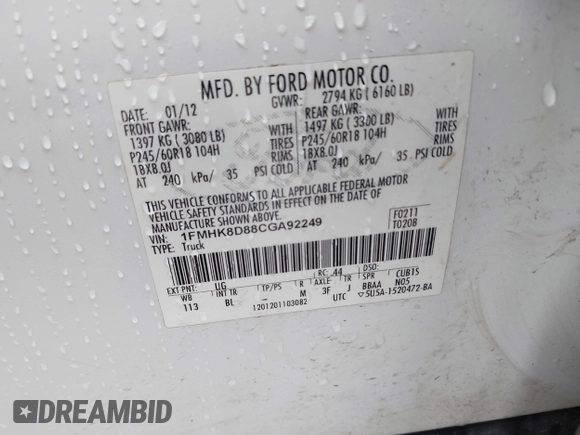 MFD. BY FORD MOTOR CO.
DATE: 01/12 GVWR: 2794 KG ( 6160 LB)
FRONT GAWR: REAR GAWR:
1397 KG ( 3080 LB) WITH 1497 KG ( 3300 LB) WITH
P245/60R18 104H TIRES P245/60R18 104H TIRES
18X8.0J RIMS 18X8.0J RIMS
AT 240 kPa/ 35 PSI COLD AT 240 kPa/ 35 PSI COLD
THIS VEHICLE CONFORMS TO ALL APPLICABLE FEDERAL MOTOR
VEHICLE SAFETY STANDARDS IN EFFECT ON THE DATE OF
MANUFACTURE SHOWN ABOVE.
VIN: 1FMHK8D88CGA92249 F0211
TYPE: Truck T0208
EXT PNT: UG RC: 44 DSO:
WB INT TR TP/PS R AXLE TR SPR CUB1S
113 BL - M 3F J BBAA N05
1201201103082 UTC ▽5U5A-1520472-BA
DREAMBID